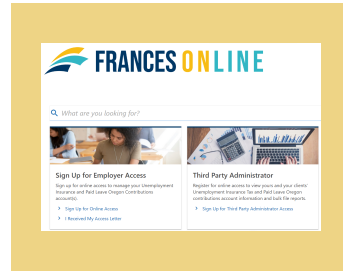 FRANCES ONLINE
What are you looking for?
Sign Up for Employer Access
Sign up for online access to manage your Unemployment
Insurance and Paid Leave Oregon Contributions
account(s).
> Sign Up for Online Access
> I Received My Access Letter
Third Party Administrator
Register for online access to view yours and your clients'
Unemployment Insurance Tax and Paid Leave Oregon
contributions account information and bulk file reports.
> Sign Up for Third Party Administrator Access